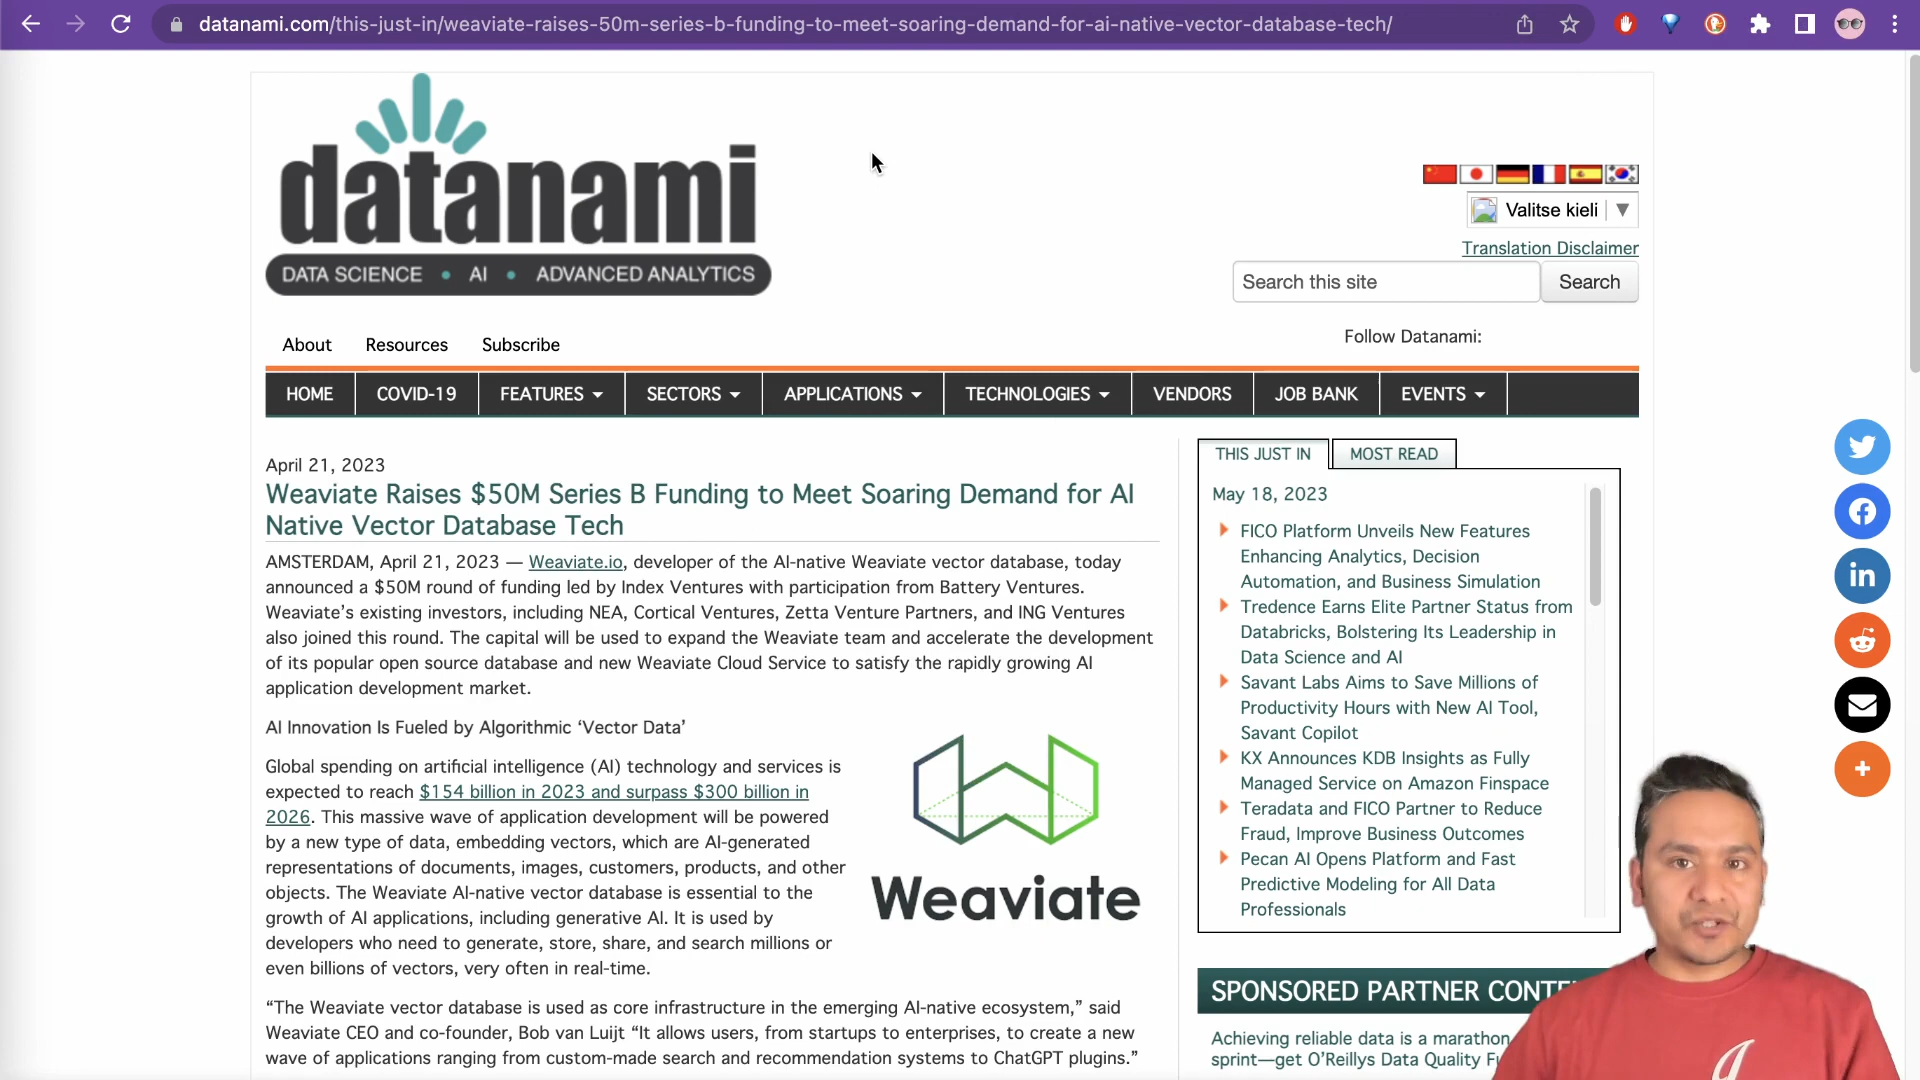 datanami.com/this-just-in/weaviate-raises-50m-series-b-funding-to-meet-soaring-demand-for-ai-native-vector-database-tech/
datanami
DATA SCIENCE • AI • ADVANCED ANALYTICS
Valitse kieli
Translation Disclaimer
Search this site
Search
Follow Datanami:
About Resources Subscribe
HOME COVID-19 FEATURES SECTORS APPLICATIONS TECHNOLOGIES VENDORS JOB BANK EVENTS
April 21, 2023
Weaviate Raises $50M Series B Funding to Meet Soaring Demand for AI
Native Vector Database Tech
AMSTERDAM, April 21, 2023 — Weaviate.io, developer of the AI-native Weaviate vector database, today
announced a $50M round of funding led by Index Ventures with participation from Battery Ventures.
Weaviate’s existing investors, including NEA, Cortical Ventures, Zetta Venture Partners, and ING Ventures
also joined this round. The capital will be used to expand the Weaviate team and accelerate the development
of its popular open source database and new Weaviate Cloud Service to satisfy the rapidly growing AI
application development market.
AI Innovation Is Fueled by Algorithmic ‘Vector Data’
Global spending on artificial intelligence (AI) technology and services is
expected to reach $154 billion in 2023 and surpass $300 billion in
2026. This massive wave of application development will be powered
by a new type of data, embedding vectors, which are AI-generated
representations of documents, images, customers, products, and other
objects. The Weaviate AI-native vector database is essential to the
growth of AI applications, including generative AI. It is used by
developers who need to generate, store, share, and search millions or
even billions of vectors, very often in real-time.
Weaviate
“The Weaviate vector database is used as core infrastructure in the emerging AI-native ecosystem,” said
Weaviate CEO and co-founder, Bob van Luijt “It allows users, from startups to enterprises, to create a new
wave of applications ranging from custom-made search and recommendation systems to ChatGPT plugins.”
THIS JUST IN MOST READ
May 18, 2023
FICO Platform Unveils New Features
Enhancing Analytics, Decision
Automation, and Business Simulation
Tredence Earns Elite Partner Status from
Databricks, Bolstering Its Leadership in
Data Science and AI
Savant Labs Aims to Save Millions of
Productivity Hours with New AI Tool,
Savant Copilot
KX Announces KDB Insights as Fully
Managed Service on Amazon Finspace
Teradata and FICO Partner to Reduce
Fraud, Improve Business Outcomes
Pecan AI Opens Platform and Fast
Predictive Modeling for All Data
Professionals
SPONSORED PARTNER CONTE
Achieving reliable data is a marathon
sprint—get O’Reillys Data Quality
in